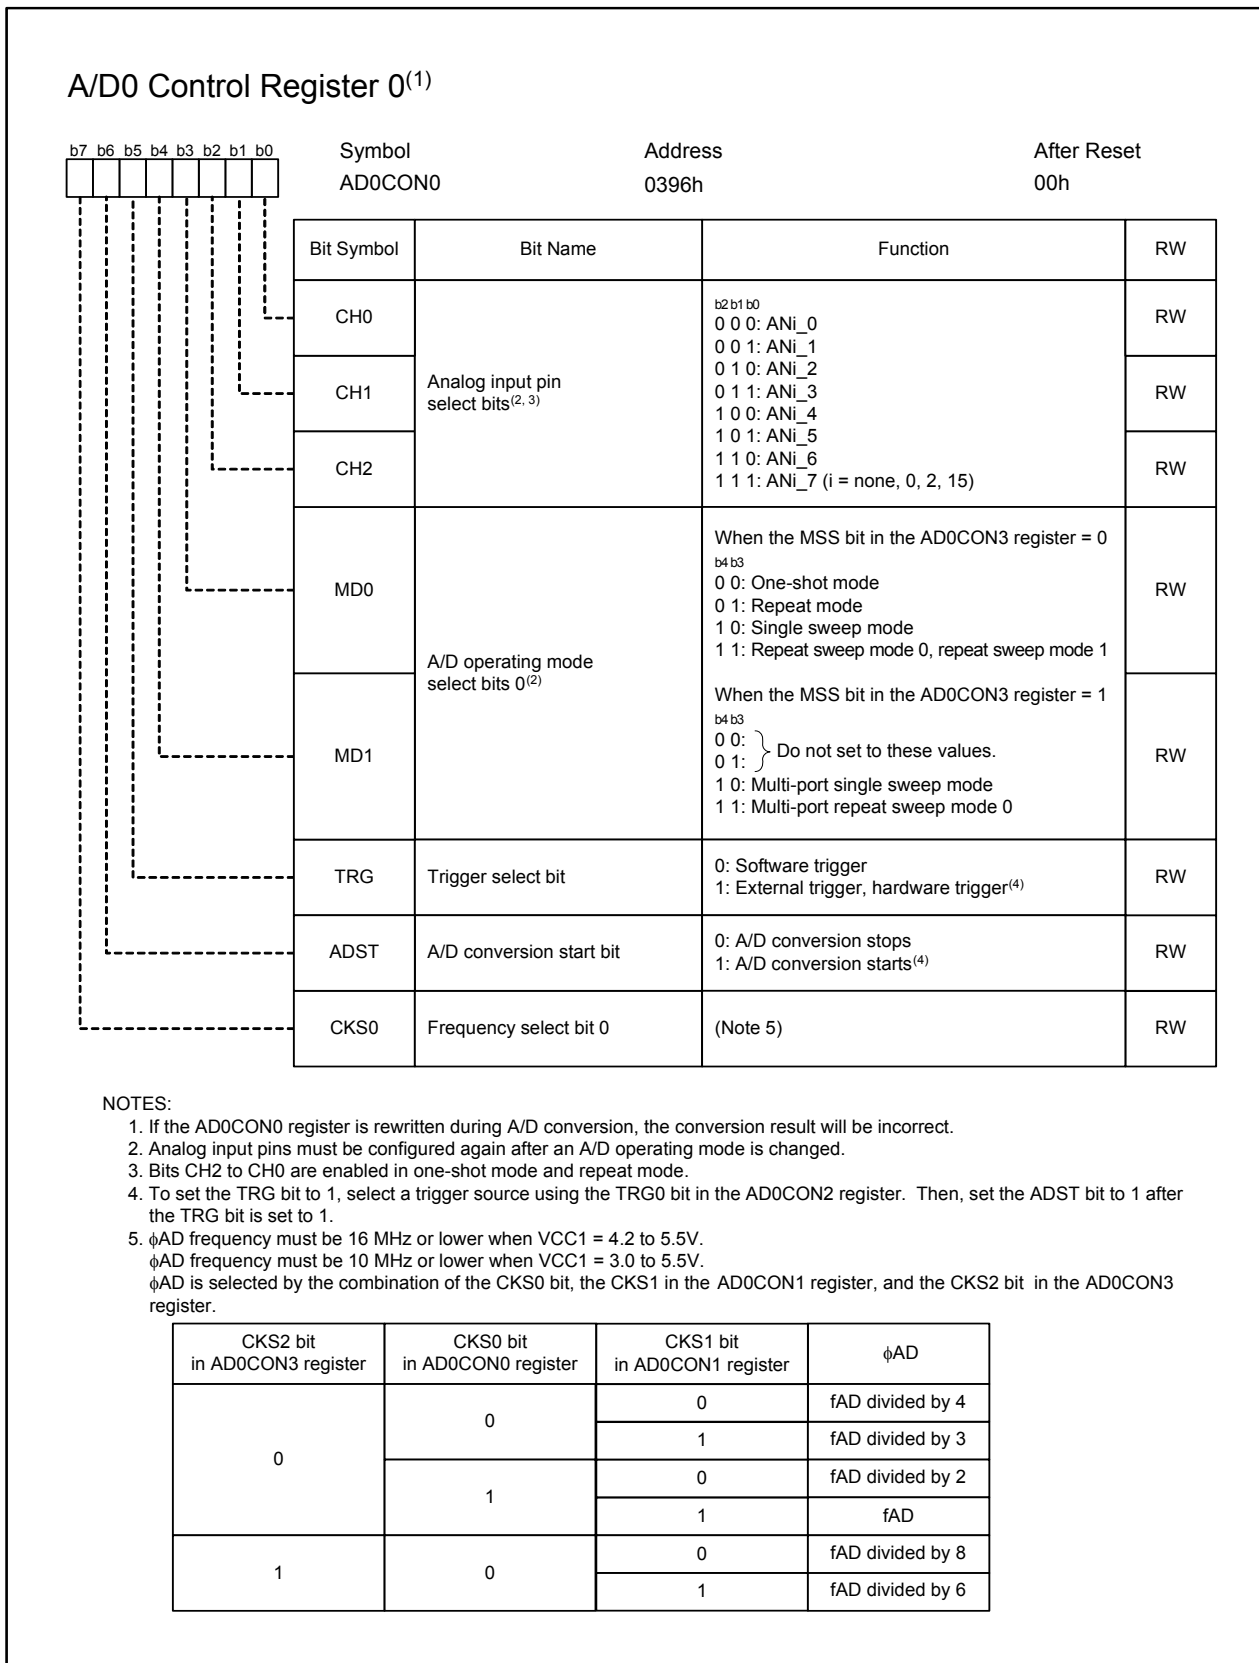 A/D0 Control Register 0(1)
b7 b6 b5 b4 b3 b2 b1 b0
Symbol Address After Reset
AD0CON0 0396h 00h
Bit Symbol Bit Name Function RW
CH0 RW
CH1 RW
CH2 RW
Analog input pin
select bits(2, 3)
b2 b1 b0
0 0 0: ANi_0
0 0 1: ANi_1
0 1 0: ANi_2
0 1 1: ANi_3
1 0 0: ANi_4
1 0 1: ANi_5
1 1 0: ANi_6
1 1 1: ANi_7 (i = none, 0, 2, 15)
MD0 RW
MD1 RW
A/D operating mode
select bits 0(2)
When the MSS bit in the AD0CON3 register = 0
b4 b3
0 0: One-shot mode
0 1: Repeat mode
1 0: Single sweep mode
1 1: Repeat sweep mode 0, repeat sweep mode 1
When the MSS bit in the AD0CON3 register = 1
b4 b3
0 0:
0 1:
Do not set to these values.
1 0: Multi-port single sweep mode
1 1: Multi-port repeat sweep mode 0
TRG Trigger select bit RW
0: Software trigger
1: External trigger, hardware trigger(4)
ADST A/D conversion start bit RW
0: A/D conversion stops
1: A/D conversion starts(4)
CKS0 Frequency select bit 0 (Note 5) RW
NOTES:
1. If the AD0CON0 register is rewritten during A/D conversion, the conversion result will be incorrect.
2. Analog input pins must be configured again after an A/D operating mode is changed.
3. Bits CH2 to CH0 are enabled in one-shot mode and repeat mode.
4. To set the TRG bit to 1, select a trigger source using the TRG0 bit in the AD0CON2 register. Then, set the ADST bit to 1 after
the TRG bit is set to 1.
5. ϕAD frequency must be 16 MHz or lower when VCC1 = 4.2 to 5.5V.
ϕAD frequency must be 10 MHz or lower when VCC1 = 3.0 to 5.5V.
ϕAD is selected by the combination of the CKS0 bit, the CKS1 in the AD0CON1 register, and the CKS2 bit in the AD0CON3
register.
CKS2 bit
in AD0CON3 register
CKS0 bit
in AD0CON0 register
CKS1 bit
in AD0CON1 register
ϕAD
0 0 0 fAD divided by 4
1 fAD divided by 3
1 0 fAD divided by 2
1 fAD
1 0 0 fAD divided by 8
1 fAD divided by 6